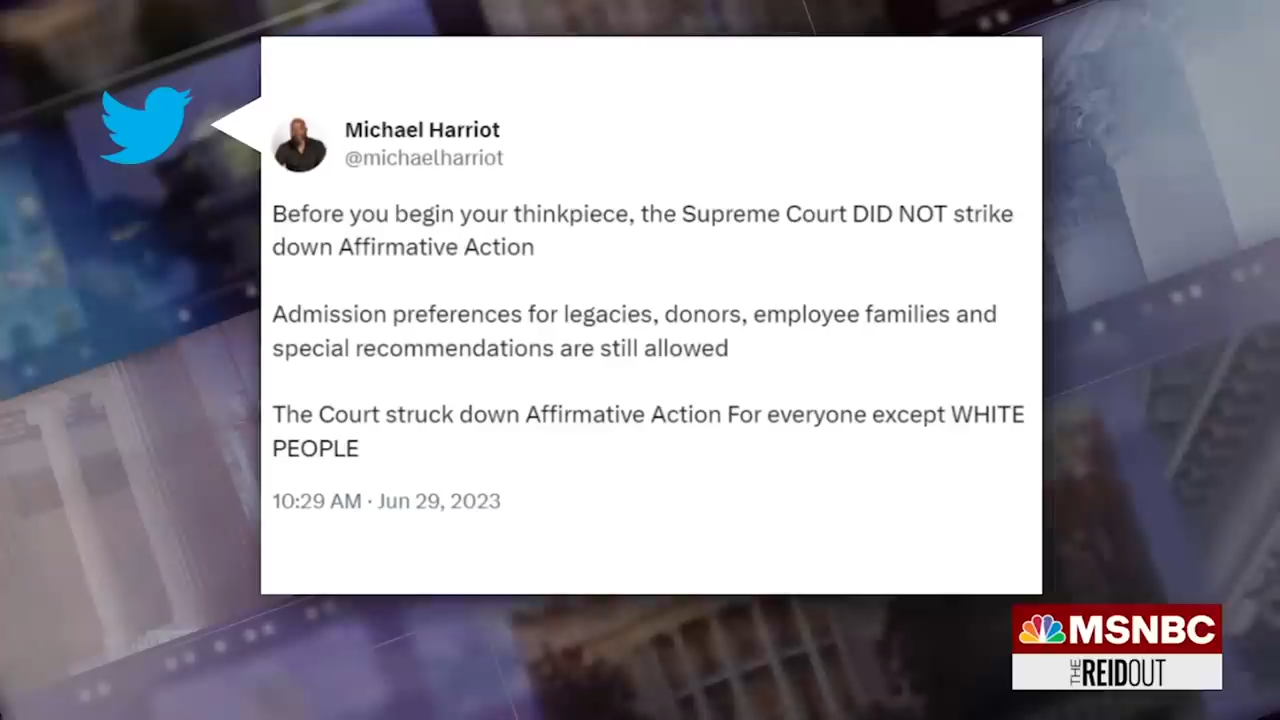 Michael Harriot
@michaelharriot
Before you begin your thinkpiece, the Supreme Court DID NOT strike
down Affirmative Action
Admission preferences for legacies, donors, employee families and
special recommendations are still allowed
The Court struck down Affirmative Action For everyone except WHITE
PEOPLE
10:29 AM · Jun 29, 2023
MSNBC
THE REIDOUT